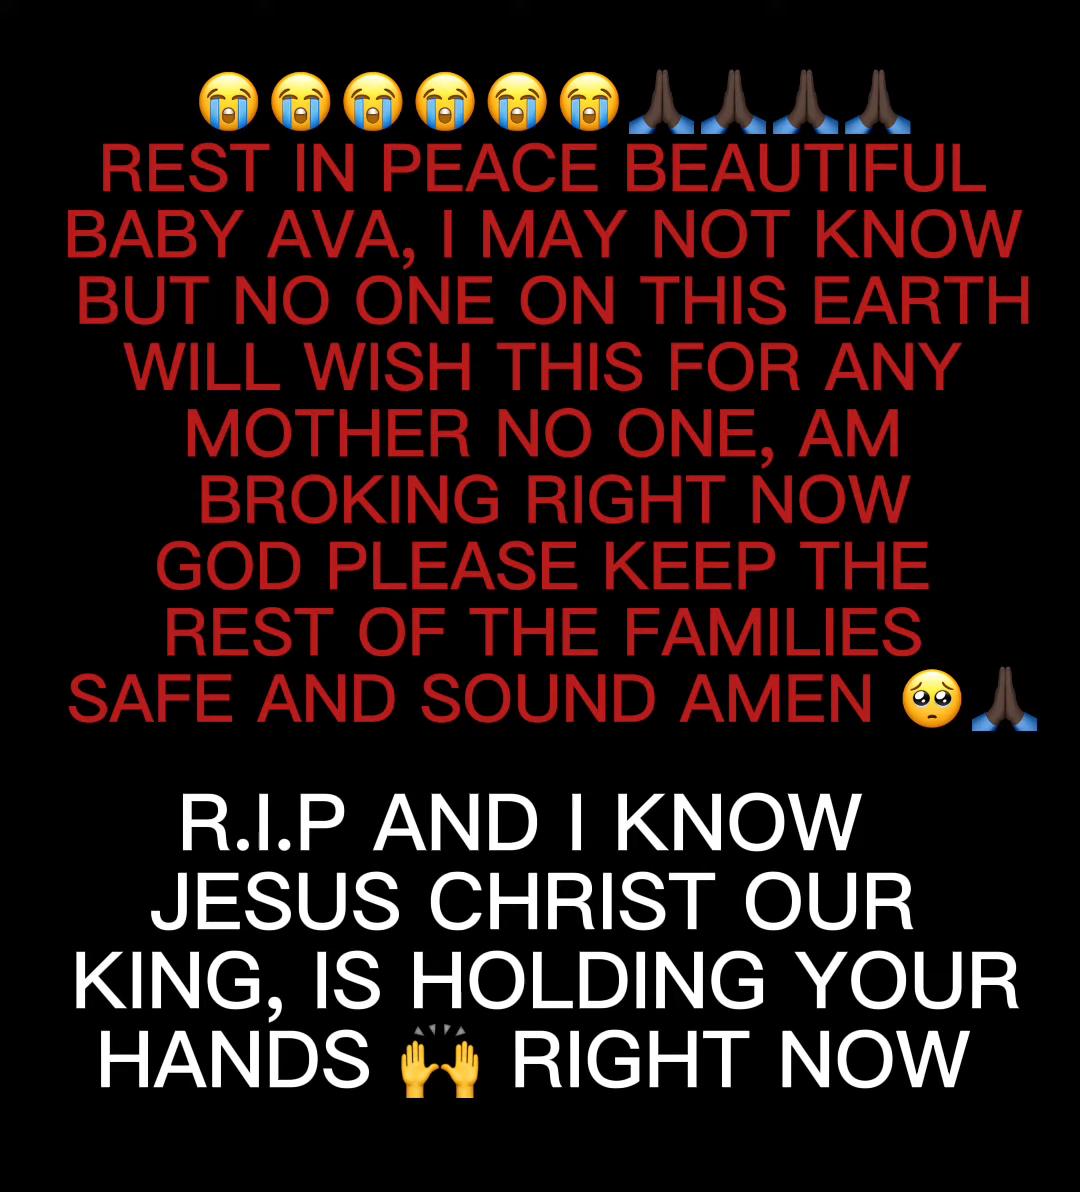 😭😭😭😭😭😭🙏🏿🙏🏿🙏🏿🙏🏿
REST IN PEACE BEAUTIFUL
BABY AVA, I MAY NOT KNOW
BUT NO ONE ON THIS EARTH
WILL WISH THIS FOR ANY
MOTHER NO ONE, AM
BROKING RIGHT NOW
GOD PLEASE KEEP THE
REST OF THE FAMILIES
SAFE AND SOUND AMEN 🥺🙏🏿
R.I.P AND I KNOW
JESUS CHRIST OUR
KING, IS HOLDING YOUR
HANDS 🙌 RIGHT NOW